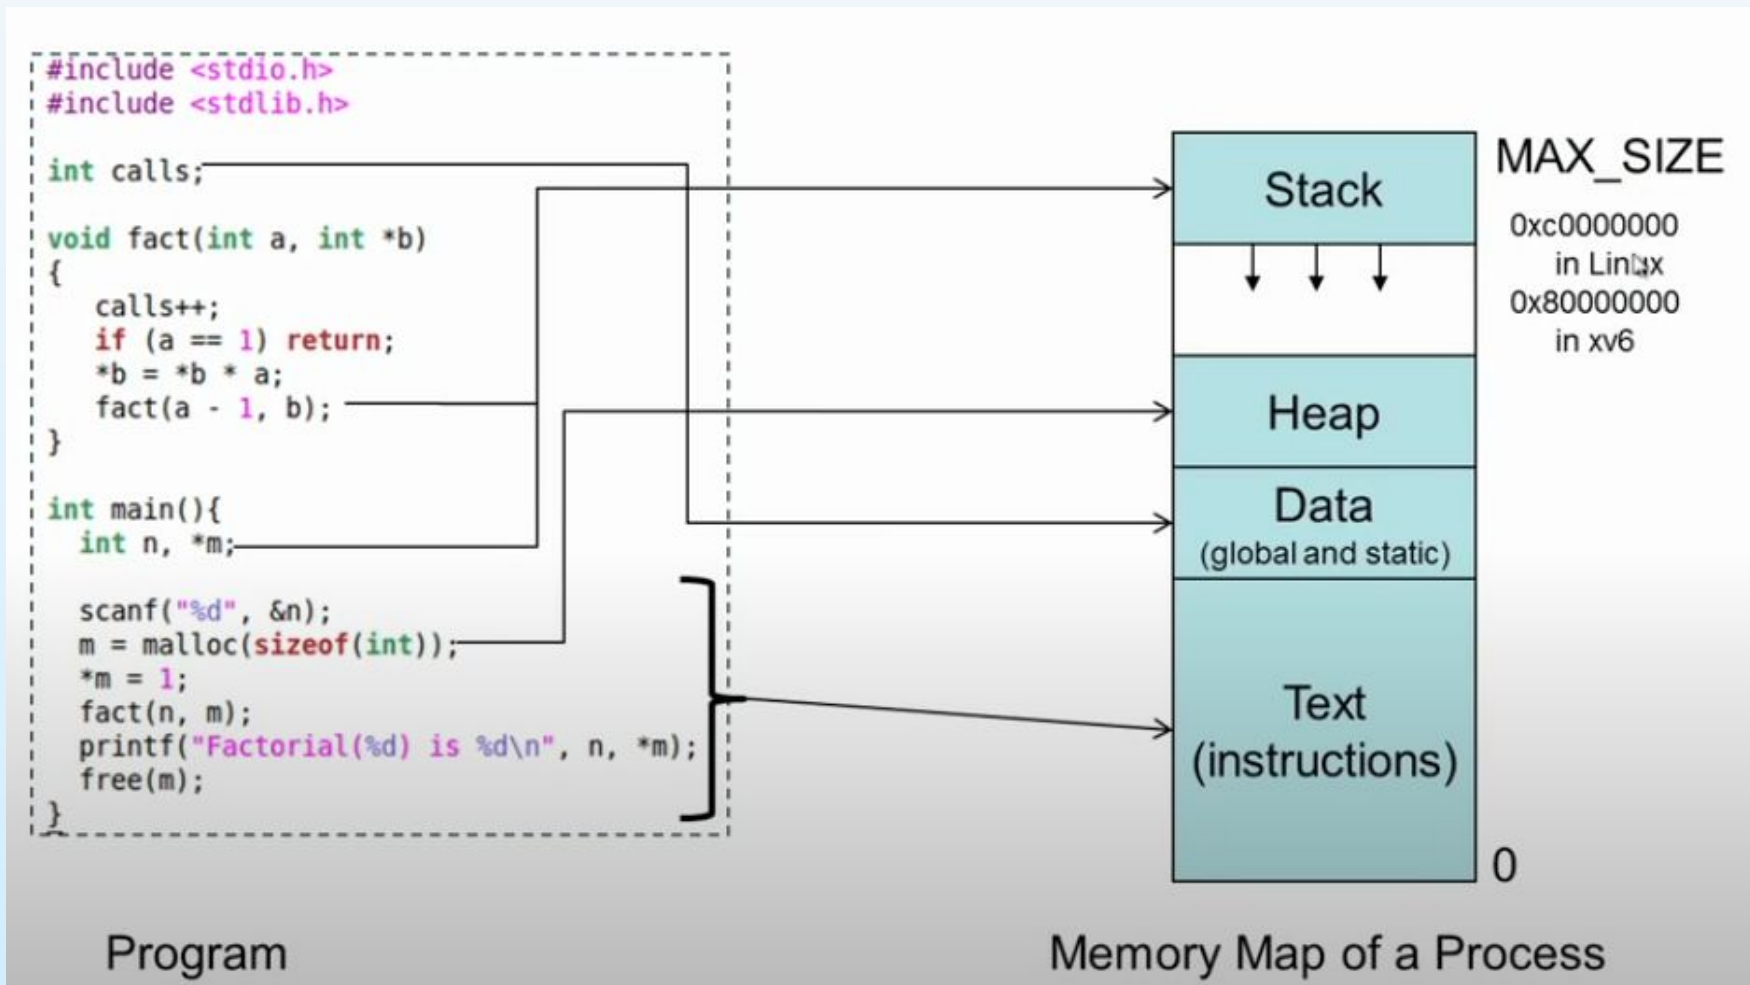 #include <stdio.h>
#include <stdlib.h>
int calls;
void fact(int a, int *b)
{
calls++;
if (a == 1) return;
*b = *b * a;
fact(a - 1, b);
}
int main(){
int n, *m;
scanf("%d", &n);
m = malloc(sizeof(int));
*m = 1;
fact(n, m);
printf("Factorial(%d) is %d\n", n, *m);
free(m);
}
Program
Stack
Heap
Data
(global and static)
Text
(instructions)
MAX_SIZE
0xc0000000
in Linux
0x80000000
in xv6
0
Memory Map of a Process